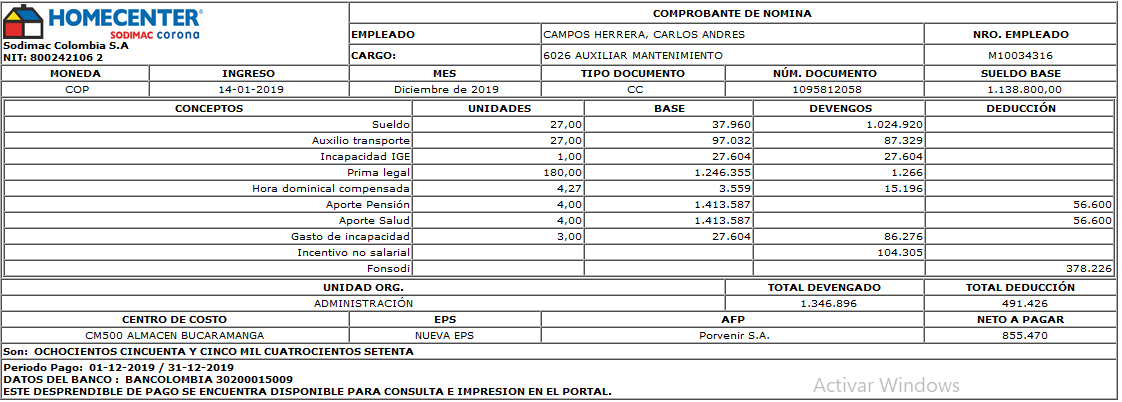 HOMECENTER
SODIMAC corona
Sodimac Colombia S.A
NIT: 800242106 2
COMPROBANTE DE NOMINA
EMPLEADO CAMPOS HERRERA, CARLOS ANDRES NRO. EMPLEADO
CARGO: 6026 AUXILIAR MANTENIMIENTO M10034316
MONEDA INGRESO MES TIPO DOCUMENTO NÚM. DOCUMENTO SUELDO BASE
COP 14-01-2019 Diciembre de 2019 CC 1095812058 1.138.800,00
CONCEPTOS UNIDADES BASE DEVENGOS DEDUCCIÓN
Sueldo 27,00 37.960 1.024.920
Auxilio transporte 27,00 97.032 87.329
Incapacidad IGE 1,00 27.604 27.604
Prima legal 180,00 1.246.355 1.266
Hora dominical compensada 4,27 3.559 15.196
Aporte Pensión 4,00 1.413.587 56.600
Aporte Salud 4,00 1.413.587 56.600
Gasto de incapacidad 3,00 27.604 86.276
Incentivo no salarial 104.305
Fonsodi 378.226
UNIDAD ORG. TOTAL DEVENGADO TOTAL DEDUCCIÓN
ADMINISTRACIÓN 1.346.896 491.426
CENTRO DE COSTO EPS AFP NETO A PAGAR
CM500 ALMACEN BUCARAMANGA NUEVA EPS Porvenir S.A. 855.470
Son: OCHOCIENTOS CINCUENTA Y CINCO MIL CUATROCIENTOS SETENTA
Periodo Pago: 01-12-2019 / 31-12-2019
DATOS DEL BANCO : BANCOLOMBIA 30200015009
ESTE DESPRENDIBLE DE PAGO SE ENCUENTRA DISPONIBLE PARA CONSULTA E IMPRESION EN EL PORTAL.
Activar Windows